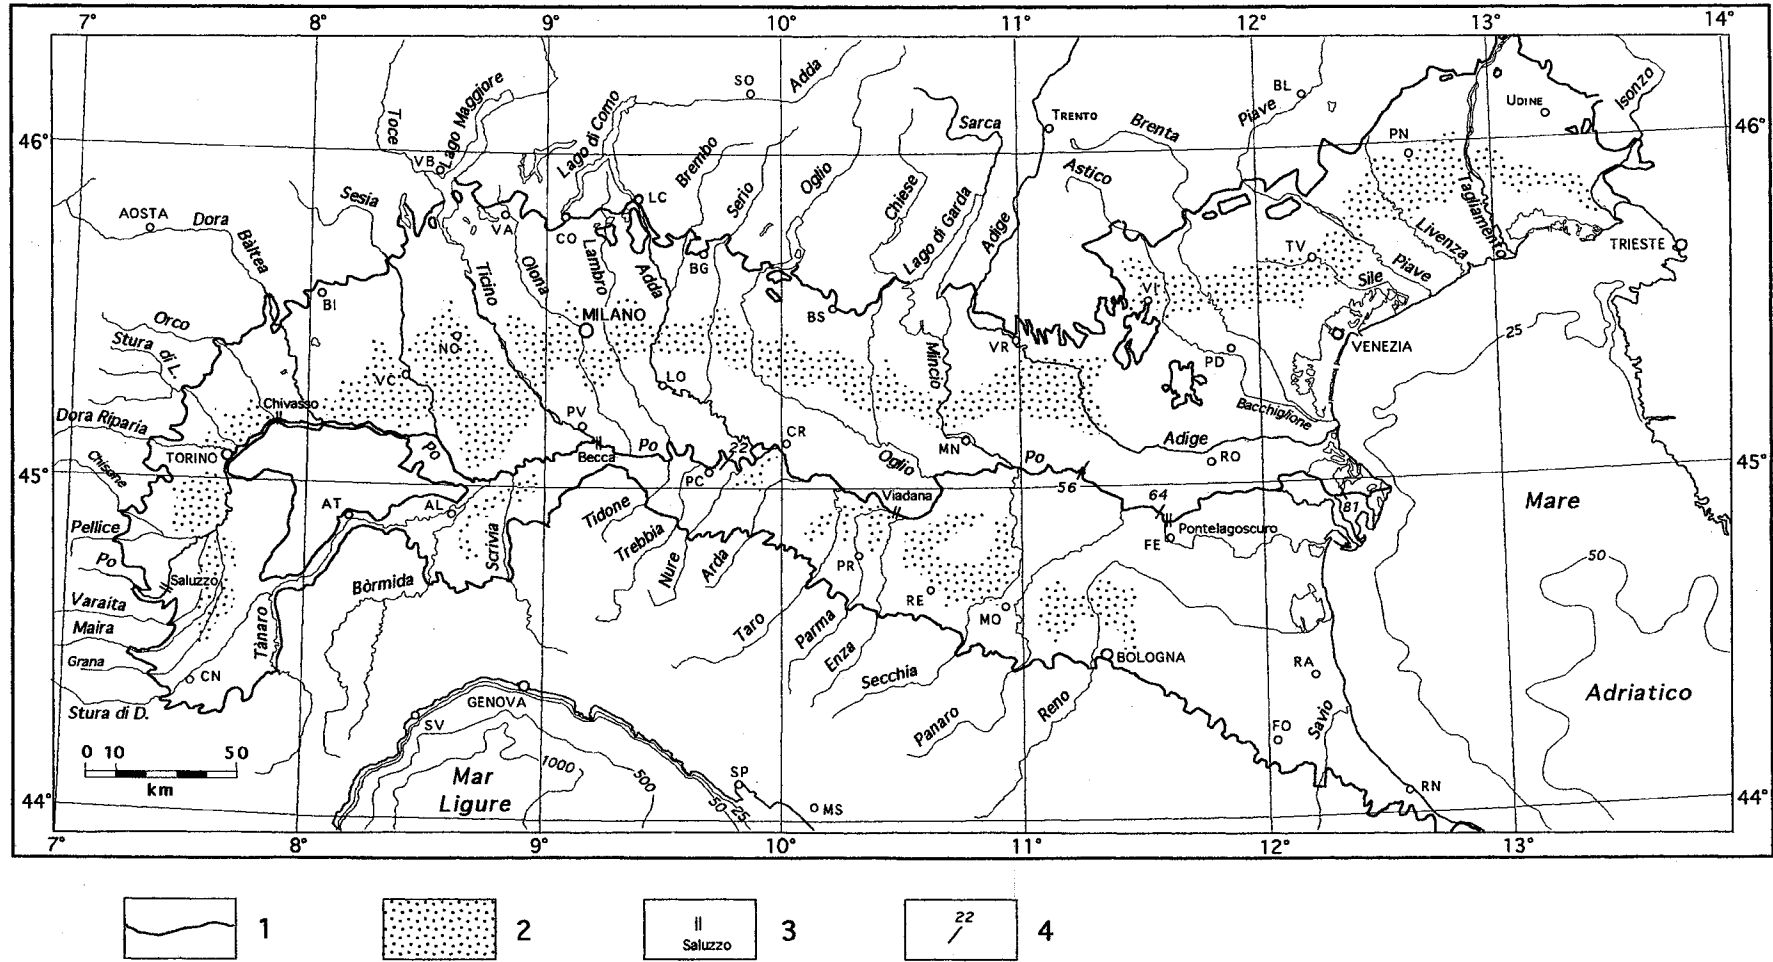 7° 8° 9° 10° 11° 12° 13° 14°
46° 46°
45° 45°
44° 44°
7° 8° 9° 10° 11° 12° 13°
Toce
Lago Maggiore
VB
Lago di Como
SO
Adda
Brembo
Serio
Oglio
Chiese
Sarca
Lago di Garda
Adige
TRENTO
Astico
Brenta
BL
Piave
PN
UDINE
Isonzo
Tagliamento
Livenza
TRIESTE
AOSTA
Dora
Bàltea
Sesia
VA
CO
LC
BG
Ticino
Olona
Lambro
Adda
BI
MILANO
BS
VR
Mincio
VI
TV
Sile
Piave
VENEZIA
PD
Bacchiglione
25
Orco
Stura di L.
NO
VC
Chivasso
Dora Riparia
TORINO
LO
PV
Becca
Po
Po
CR
22
PC
Oglio
MN
Po
56
Adige
RO
64
81
Pontelagoscuro
FE
Viadana
Chisone
Pellice
Po
Saluzzo
Varaita
Maira
Grana
CN
Stura di D.
Tànaro
AT
AL
Bòrmida
Scrivia
Tidone
Trebbia
Nure
Arda
Taro
Parma
Enza
Secchia
Panaro
Reno
PR
RE
MO
BOLOGNA
RA
FO
Savio
RN
Mare
Adriatico
50
GENOVA
SV
SP
MS
Mar
Ligure
1000
500
50
25
0 10 50
km
1
2
Saluzzo
3
22
4